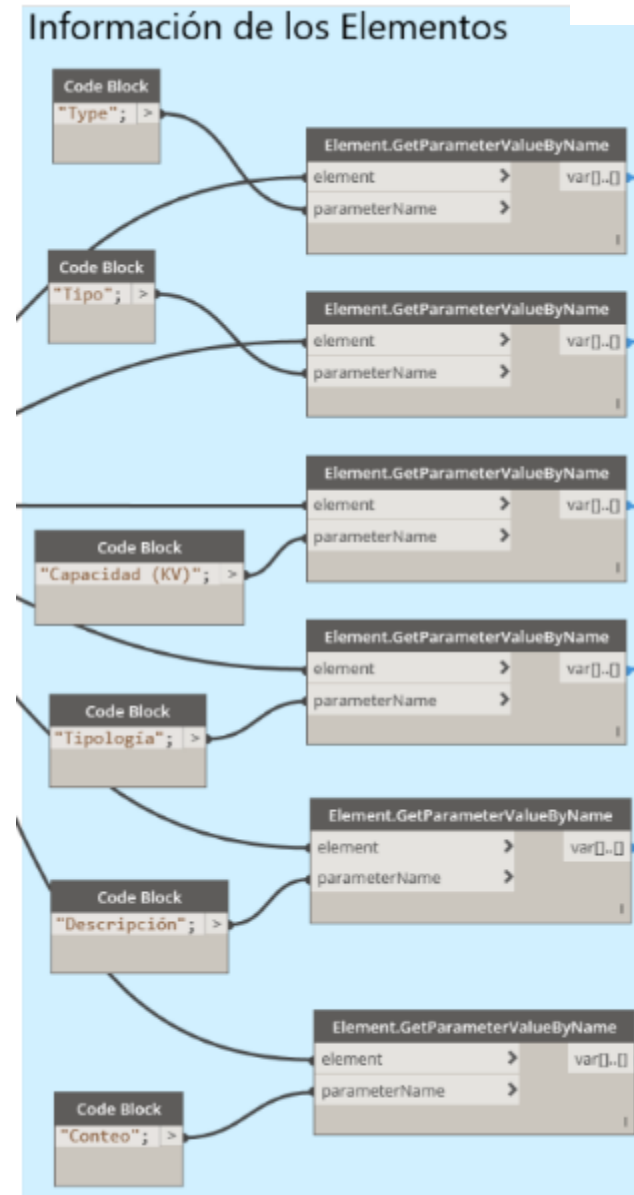 Información de los Elementos
Code Block
"Type"; >
Element.GetParameterValueByName
element > var[]..[]
parameterName >
Code Block
"Tipo"; >
Element.GetParameterValueByName
element > var[]..[]
parameterName >
Element.GetParameterValueByName
element > var[]..[]
parameterName >
Code Block
"Capacidad (KV)"; >
Element.GetParameterValueByName
element > var[]..[]
parameterName >
Code Block
"Tipología"; >
Element.GetParameterValueByName
element > var[]..[]
parameterName >
Code Block
"Descripción"; >
Element.GetParameterValueByName
element > var[]..[]
parameterName >
Code Block
"Conteo"; >